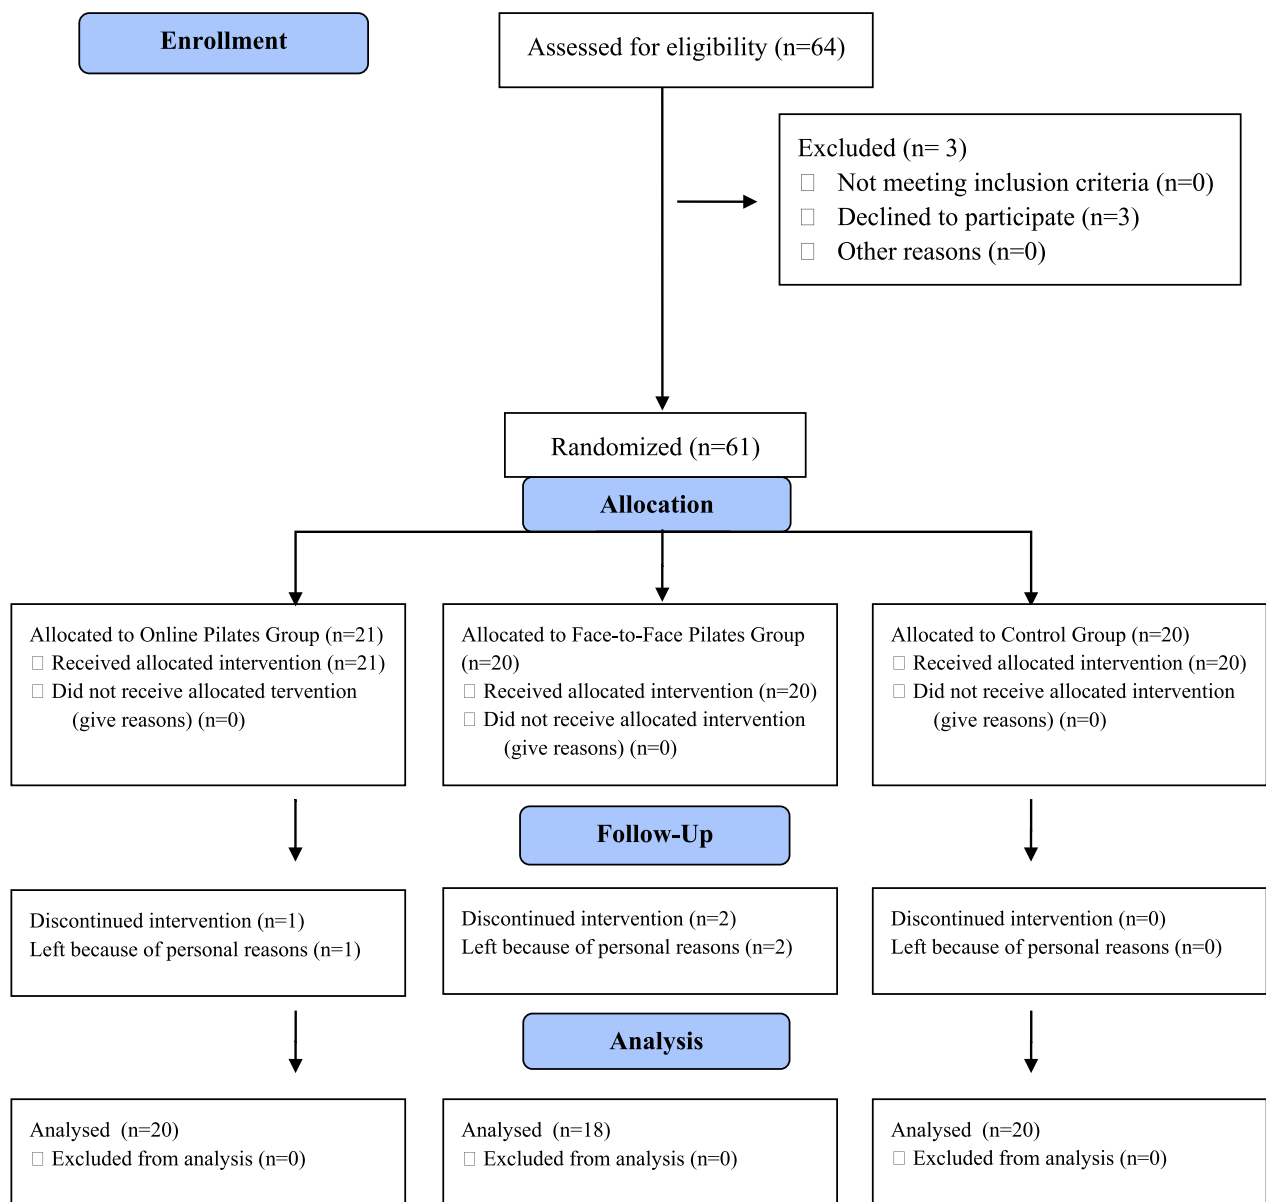 Enrollment
Assessed for eligibility (n=64)
Excluded (n= 3)
□ Not meeting inclusion criteria (n=0)
□ Declined to participate (n=3)
□ Other reasons (n=0)
Randomized (n=61)
Allocation
Allocated to Online Pilates Group (n=21)
□ Received allocated intervention (n=21)
□ Did not receive allocated tervention
(give reasons) (n=0)
Allocated to Face-to-Face Pilates Group
(n=20)
□ Received allocated intervention (n=20)
□ Did not receive allocated intervention
(give reasons) (n=0)
Allocated to Control Group (n=20)
□ Received allocated intervention (n=20)
□ Did not receive allocated intervention
(give reasons) (n=0)
Follow-Up
Discontinued intervention (n=1)
Left because of personal reasons (n=1)
Discontinued intervention (n=2)
Left because of personal reasons (n=2)
Discontinued intervention (n=0)
Left because of personal reasons (n=0)
Analysis
Analysed (n=20)
□ Excluded from analysis (n=0)
Analysed (n=18)
□ Excluded from analysis (n=0)
Analysed (n=20)
□ Excluded from analysis (n=0)